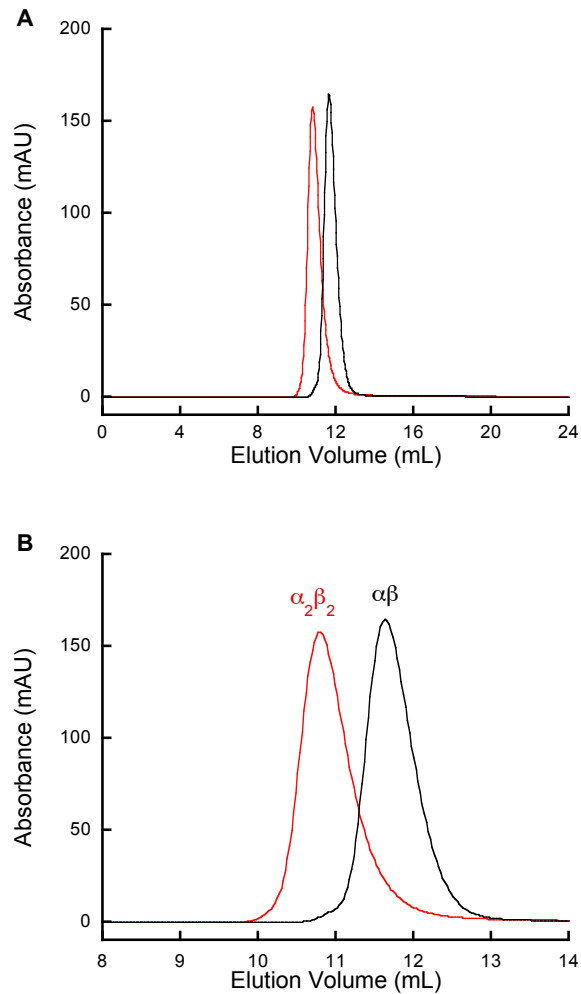 A
200
150
100
50
0
Absorbance (mAU)
0 4 8 12 16 20 24
Elution Volume (mL)
B
200
150
100
50
0
Absorbance (mAU)
α₂β₂ αβ
8 9 10 11 12 13 14
Elution Volume (mL)